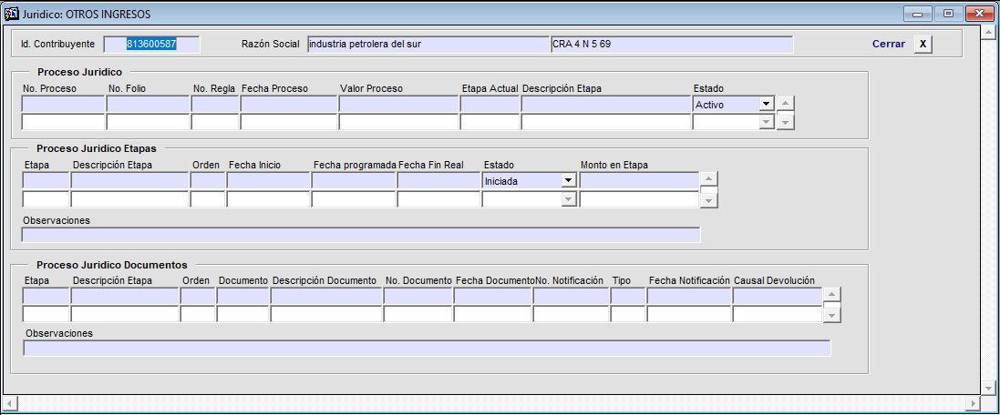 Juridico: OTROS INGRESOS
Id. Contribuyente 813600587 Razón Social industria petrolera del sur CRA 4 N 5 69 Cerrar X
Proceso Juridico
No. Proceso No. Folio No. Regla Fecha Proceso Valor Proceso Etapa Actual Descripción Etapa Estado
Activo
Proceso Juridico Etapas
Etapa Descripción Etapa Orden Fecha Inicio Fecha programada Fecha Fin Real Estado Monto en Etapa
Iniciada
Observaciones
Proceso Juridico Documentos
Etapa Descripción Etapa Orden Documento Descripción Documento No. Documento Fecha Documento No. Notificación Tipo Fecha Notificación Causal Devolución
Observaciones